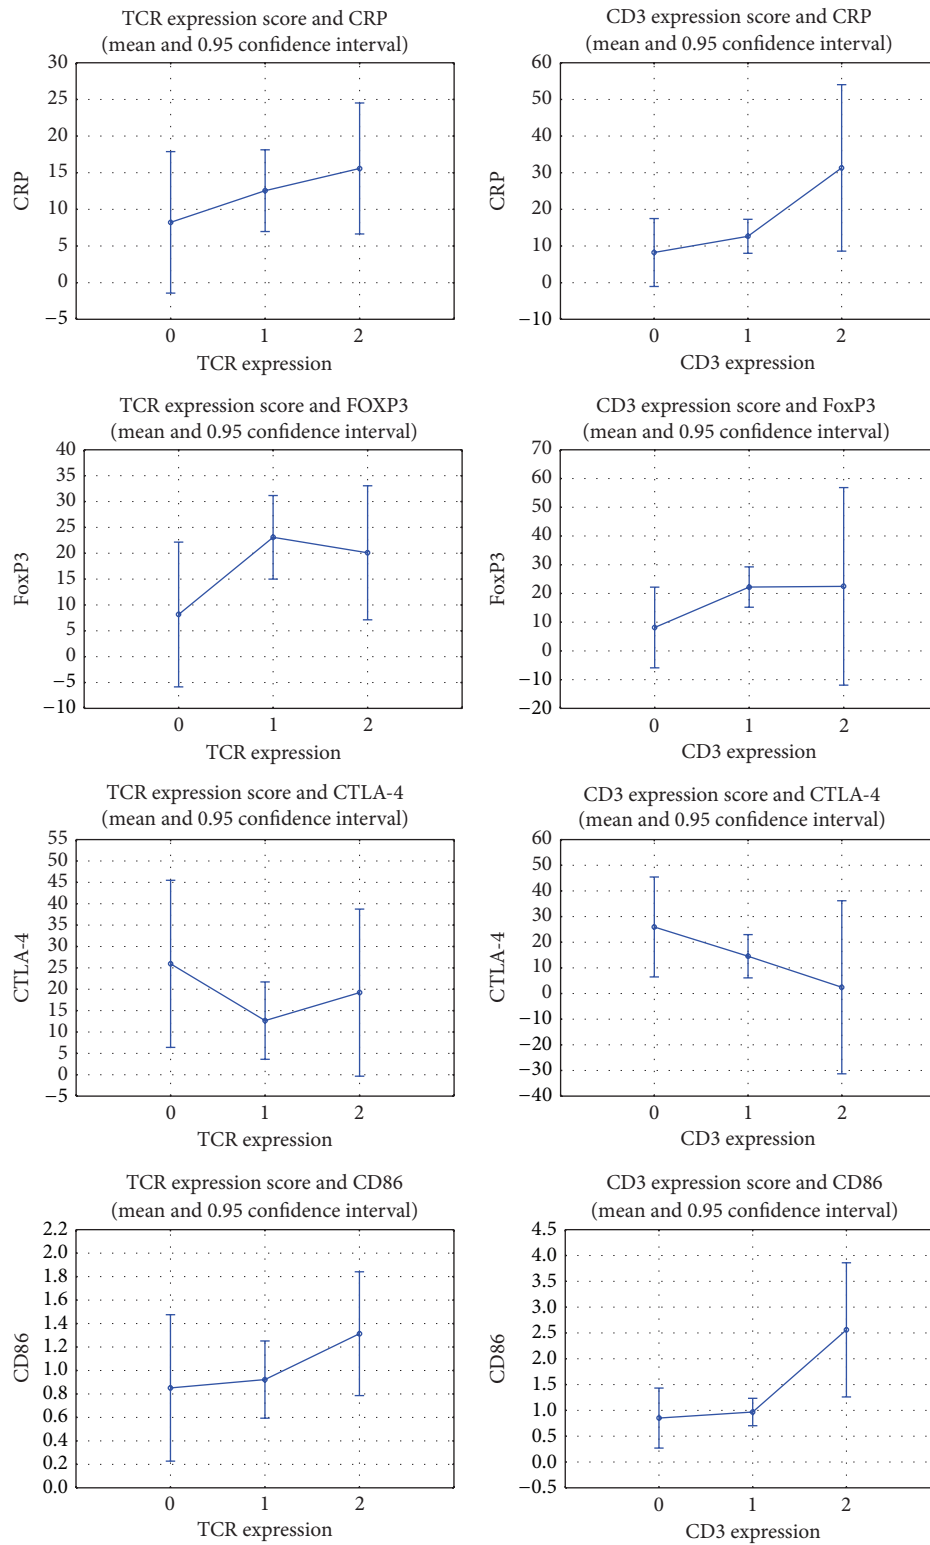 TCR expression score and CRP
(mean and 0.95 confidence interval)
30
25
20
15
10
5
0
−5
CRP
0 1 2
TCR expression
CD3 expression score and CRP
(mean and 0.95 confidence interval)
60
50
40
30
20
10
0
−10
CRP
0 1 2
CD3 expression
TCR expression score and FOXP3
(mean and 0.95 confidence interval)
40
35
30
25
20
15
10
5
0
−5
−10
FoxP3
0 1 2
TCR expression
CD3 expression score and FoxP3
(mean and 0.95 confidence interval)
70
60
50
40
30
20
10
0
−10
−20
FoxP3
0 1 2
CD3 expression
TCR expression score and CTLA-4
(mean and 0.95 confidence interval)
55
50
45
40
35
30
25
20
15
10
5
0
−5
CTLA-4
0 1 2
TCR expression
CD3 expression score and CTLA-4
(mean and 0.95 confidence interval)
60
50
40
30
20
10
0
−10
−20
−30
−40
CTLA-4
0 1 2
CD3 expression
TCR expression score and CD86
(mean and 0.95 confidence interval)
2.2
2.0
1.8
1.6
1.4
1.2
1.0
0.8
0.6
0.4
0.2
0.0
CD86
0 1 2
TCR expression
CD3 expression score and CD86
(mean and 0.95 confidence interval)
4.5
4.0
3.5
3.0
2.5
2.0
1.5
1.0
0.5
0.0
−0.5
CD86
0 1 2
CD3 expression